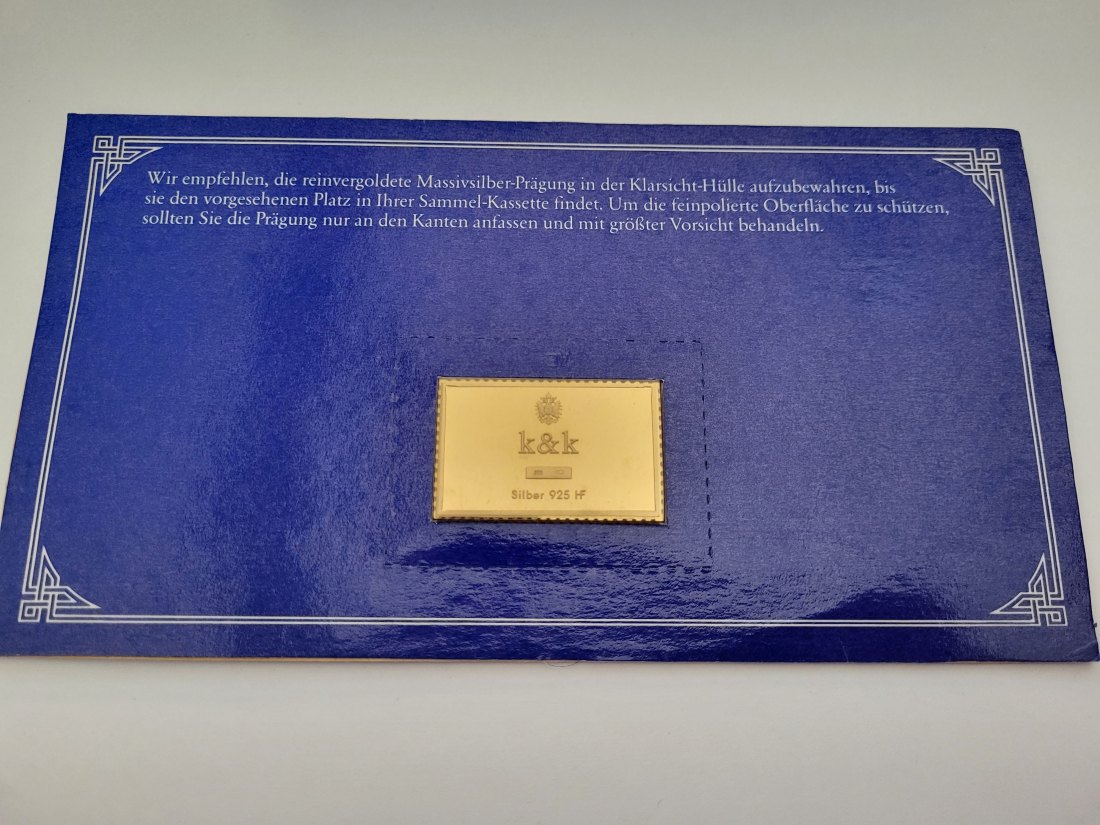 Wir empfehlen, die reinvergoldete Massivsilber-Prägung in der Klarsicht-Hülle aufzubewahren, bis
sie den vorgesehenen Platz in Ihrer Sammel-Kassette findet. Um die feinpolierte Oberfläche zu schützen,
sollten Sie die Prägung nur an den Kanten anfassen und mit größter Vorsicht behandeln.
k&k
Silber 925 HF